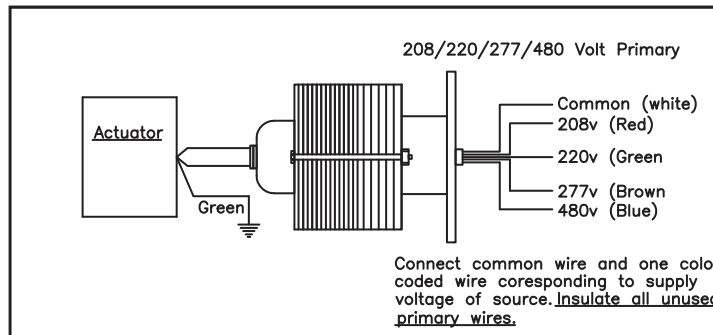 208/220/277/480 Volt Primary
Common (white)
208v (Red)
Actuator
220v (Green
277v (Brown
Green
480v (Blue)
Connect common wire and one colo
coded wire coresponding to supply
voltage of source. Insulate all unused
primary wires.